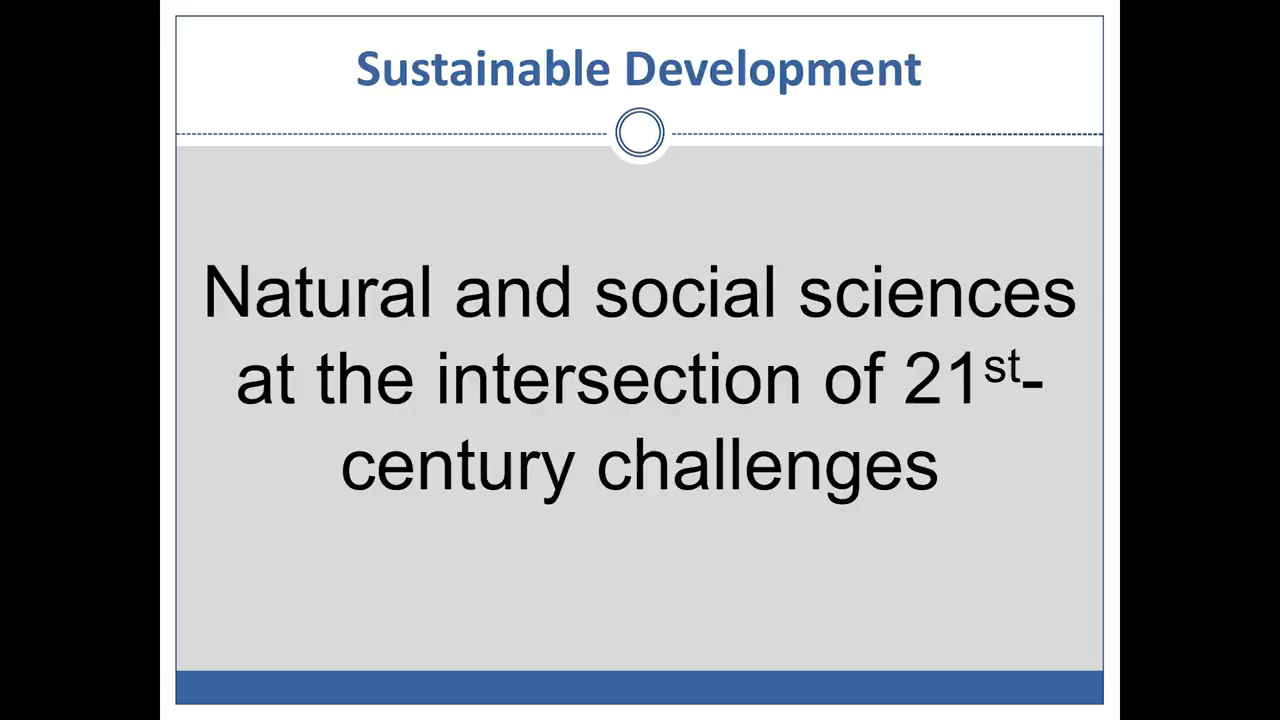 Sustainable Development
Natural and social sciences
at the intersection of 21st-
century challenges